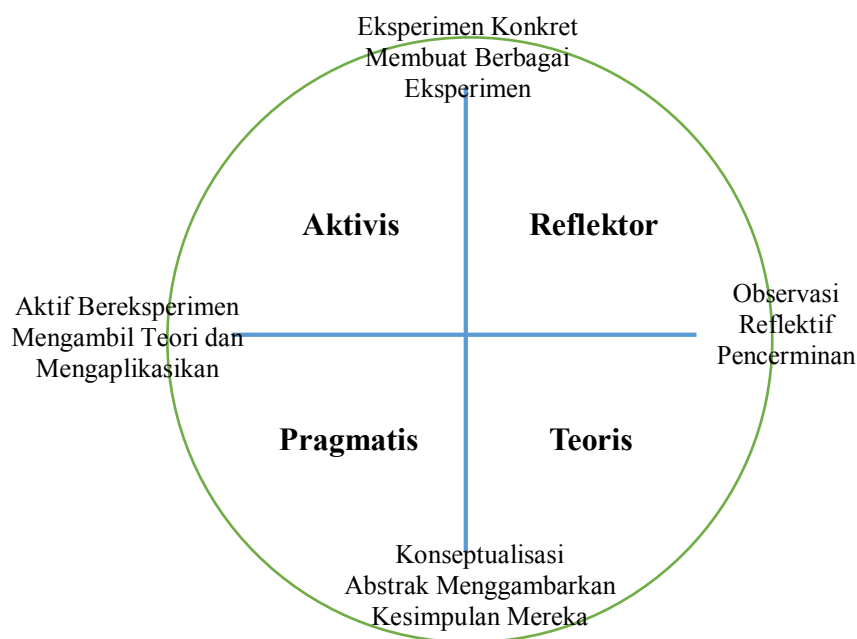 Eksperimen Konkret
Membuat Berbagai
Eksperimen
Aktivis
Reflektor
Aktif Bereksperimen
Mengambil Teori dan
Mengaplikasikan
Observasi
Reflektif
Pencerminan
Pragmatis
Teoris
Konseptualisasi
Abstrak Menggambarkan
Kesimpulan Mereka